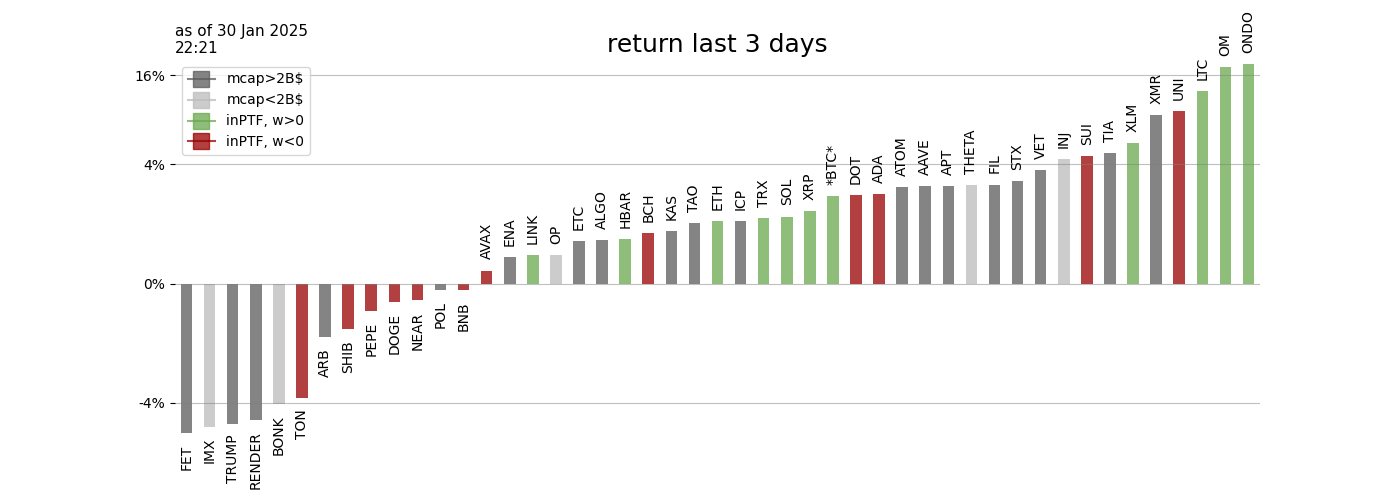 as of 30 Jan 2025
22:21
return last 3 days
mcap>2B$
mcap<2B$
inPTF, w>0
inPTF, w<0
16%
4%
0%
-4%
FET
IMX
TRUMP
RENDER
BONK
TON
ARB
SHIB
PEPE
DOGE
NEAR
POL
BNB
AVAX
ENA
LINK
OP
ETC
ALGO
HBAR
BCH
KAS
TAO
ETH
ICP
TRX
SOL
XRP
*BTC*
DOT
ADA
ATOM
AAVE
APT
THETA
FIL
STX
VET
INJ
SUI
TIA
XLM
XMR
UNI
LTC
OM
ONDO